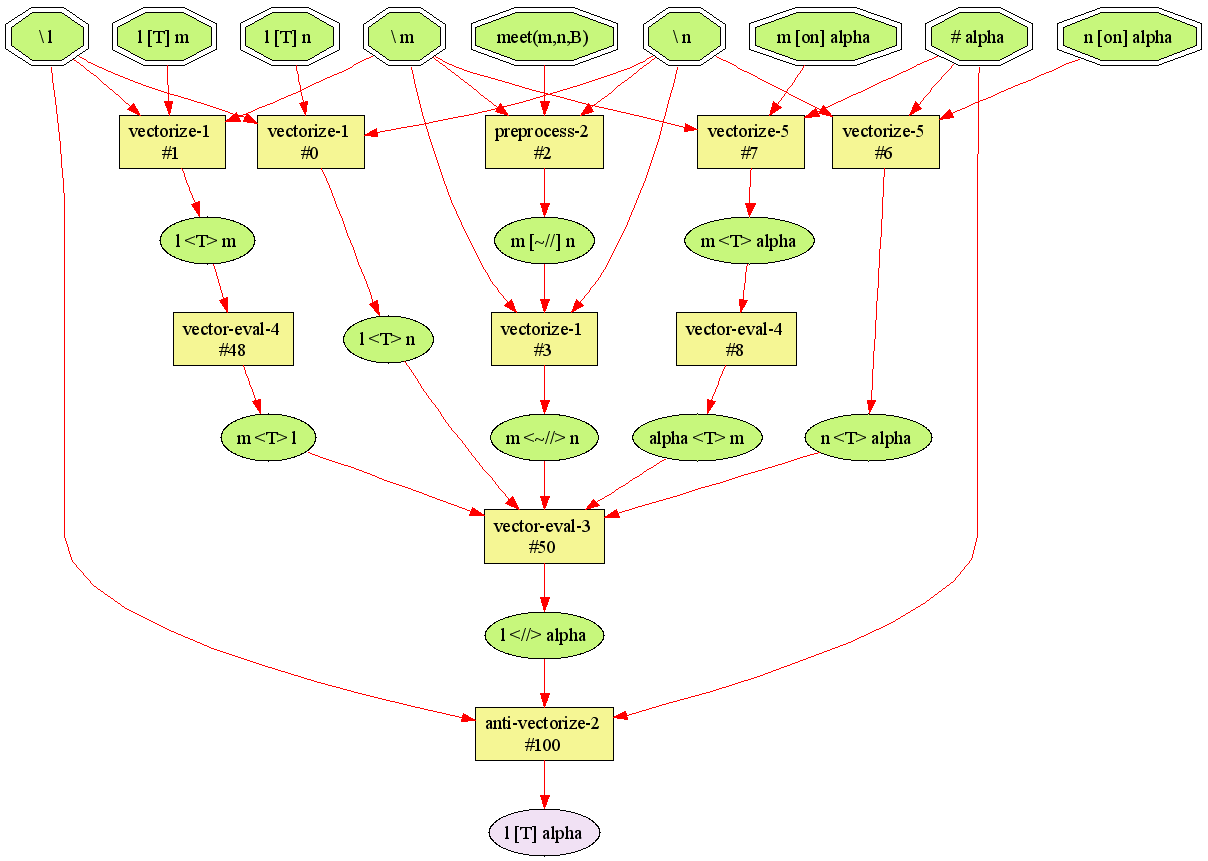 \ l
l [T] m
l [T] n
\ m
meet(m,n,B)
\ n
m [on] alpha
# alpha
n [on] alpha
vectorize-1
#1
vectorize-1
#0
preprocess-2
#2
vectorize-5
#7
vectorize-5
#6
l <T> m
m [~//] n
m <T> alpha
vector-eval-4
#48
l <T> n
vectorize-1
#3
vector-eval-4
#8
m <T> l
m <~//> n
alpha <T> m
n <T> alpha
vector-eval-3
#50
l <//> alpha
anti-vectorize-2
#100
l [T] alpha